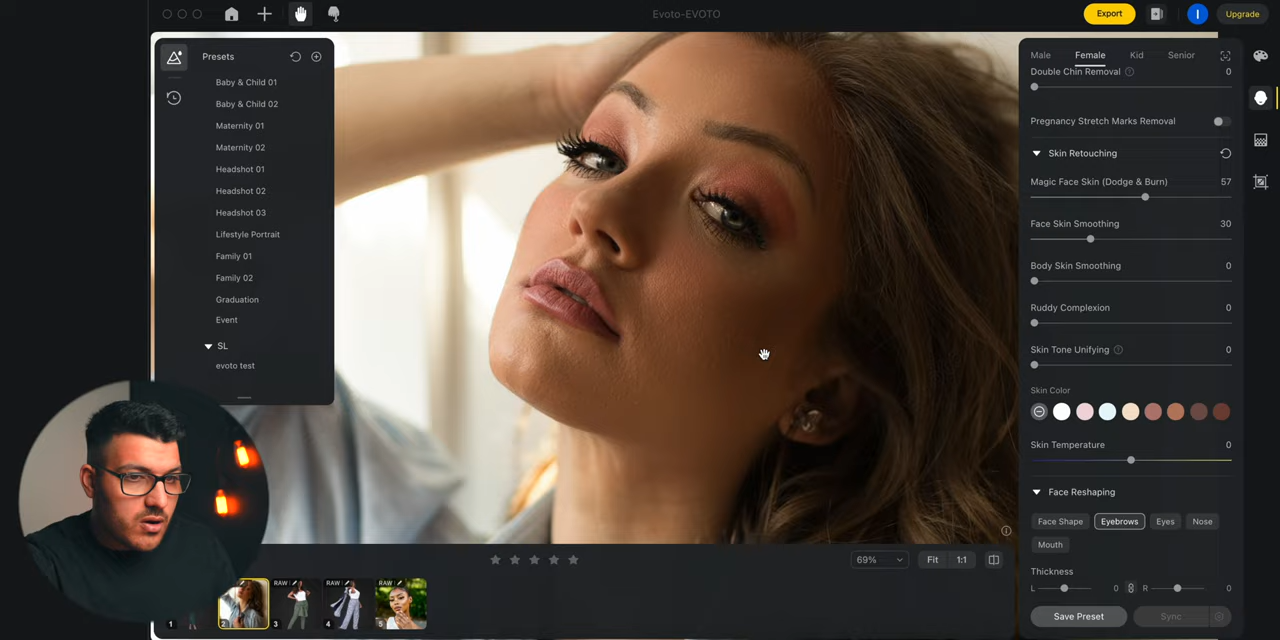 Evoto-EVOTO
Export
I
Upgrade
Presets
Baby & Child 01
Baby & Child 02
Maternity 01
Maternity 02
Headshot 01
Headshot 02
Headshot 03
Lifestyle Portrait
Family 01
Family 02
Graduation
Event
SL
evoto test
Male
Female
Kid
Senior
Double Chin Removal
0
Pregnancy Stretch Marks Removal
Skin Retouching
Magic Face Skin (Dodge & Burn)
57
Face Skin Smoothing
30
Body Skin Smoothing
0
Ruddy Complexion
0
Skin Tone Unifying
0
Skin Color
Skin Temperature
0
Face Reshaping
Face Shape
Eyebrows
Eyes
Nose
Mouth
Thickness
L
0
R
0
Save Preset
Sync
69%
Fit
1:1
1
2
RAW
3
RAW
4
RAW
5